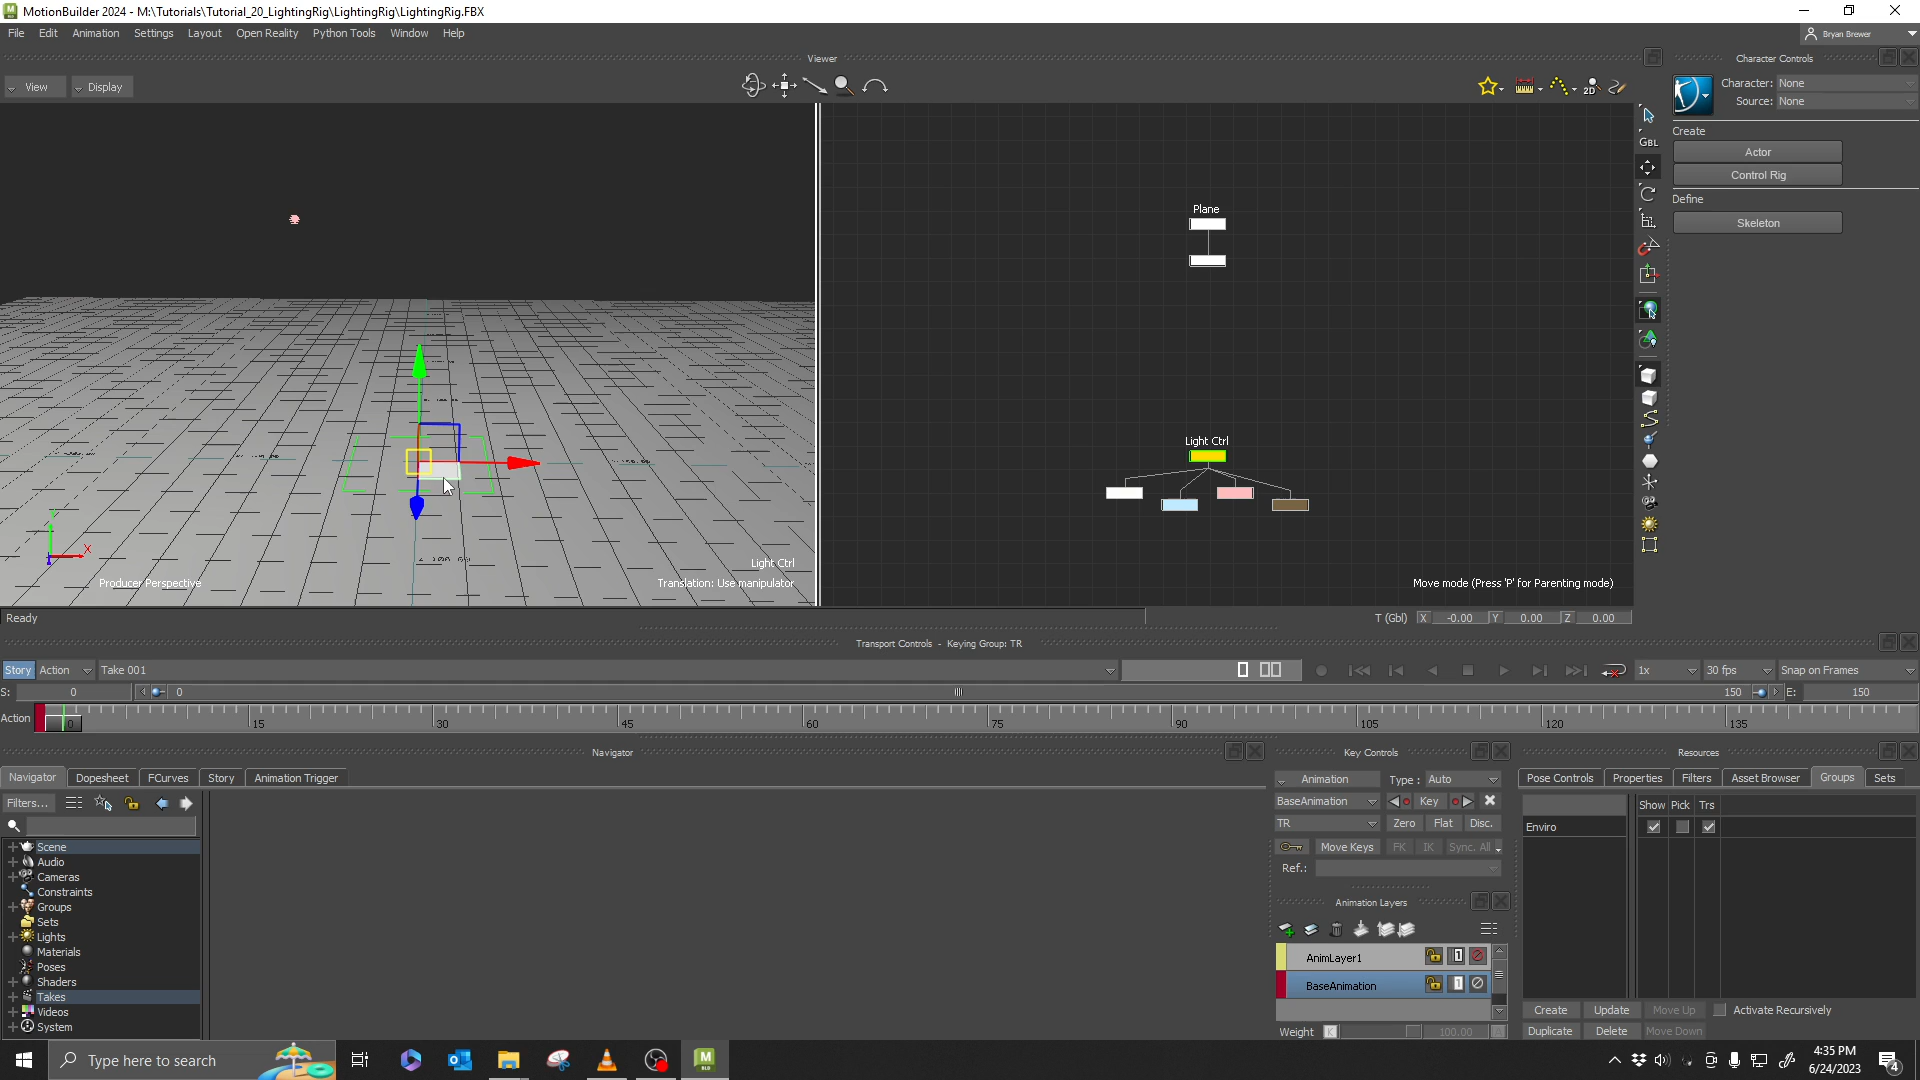 MotionBuilder 2024 - M:\Tutorials\Tutorial_20_LightingRig\LightingRig\LightingRig.FBX
File Edit Animation Settings Layout Open Reality Python Tools Window Help
Bryan Brewer
Viewer
Character Controls
View Display
2D
Character: None
Source: None
GBL
Create
Actor
Control Rig
Define
Skeleton
Plane
Light Ctrl
Y
X
Producer Perspective
Light Ctrl
Translation: Use manipulator
Move mode (Press 'P' for Parenting mode)
Ready
T (Gbl) X -0.00 Y 0.00 Z 0.00
Transport Controls - Keying Group: TR
Story Action Take 001
1x 30 fps Snap on Frames
S: 0 0 150 E: 150
Action 0 15 30 45 60 75 90 105 120 135
Navigator
Key Controls
Resources
Navigator Dopesheet FCurves Story Animation Trigger
Animation Type : Auto
Pose Controls Properties Filters Asset Browser Groups Sets
Filters...
BaseAnimation Key
Show Pick Trs
TR Zero Flat Disc.
Enviro
Scene
Audio
Cameras
Constraints
Groups
Sets
Lights
Materials
Poses
Shaders
Takes
Videos
System
Move Keys FK IK Sync. All
Ref.:
Animation Layers
AnimLayer1
BaseAnimation
Weight K 100.00 A
Create Update Move Up Activate Recursively
Duplicate Delete Move Down
Type here to search
4:35 PM
6/24/2023
4